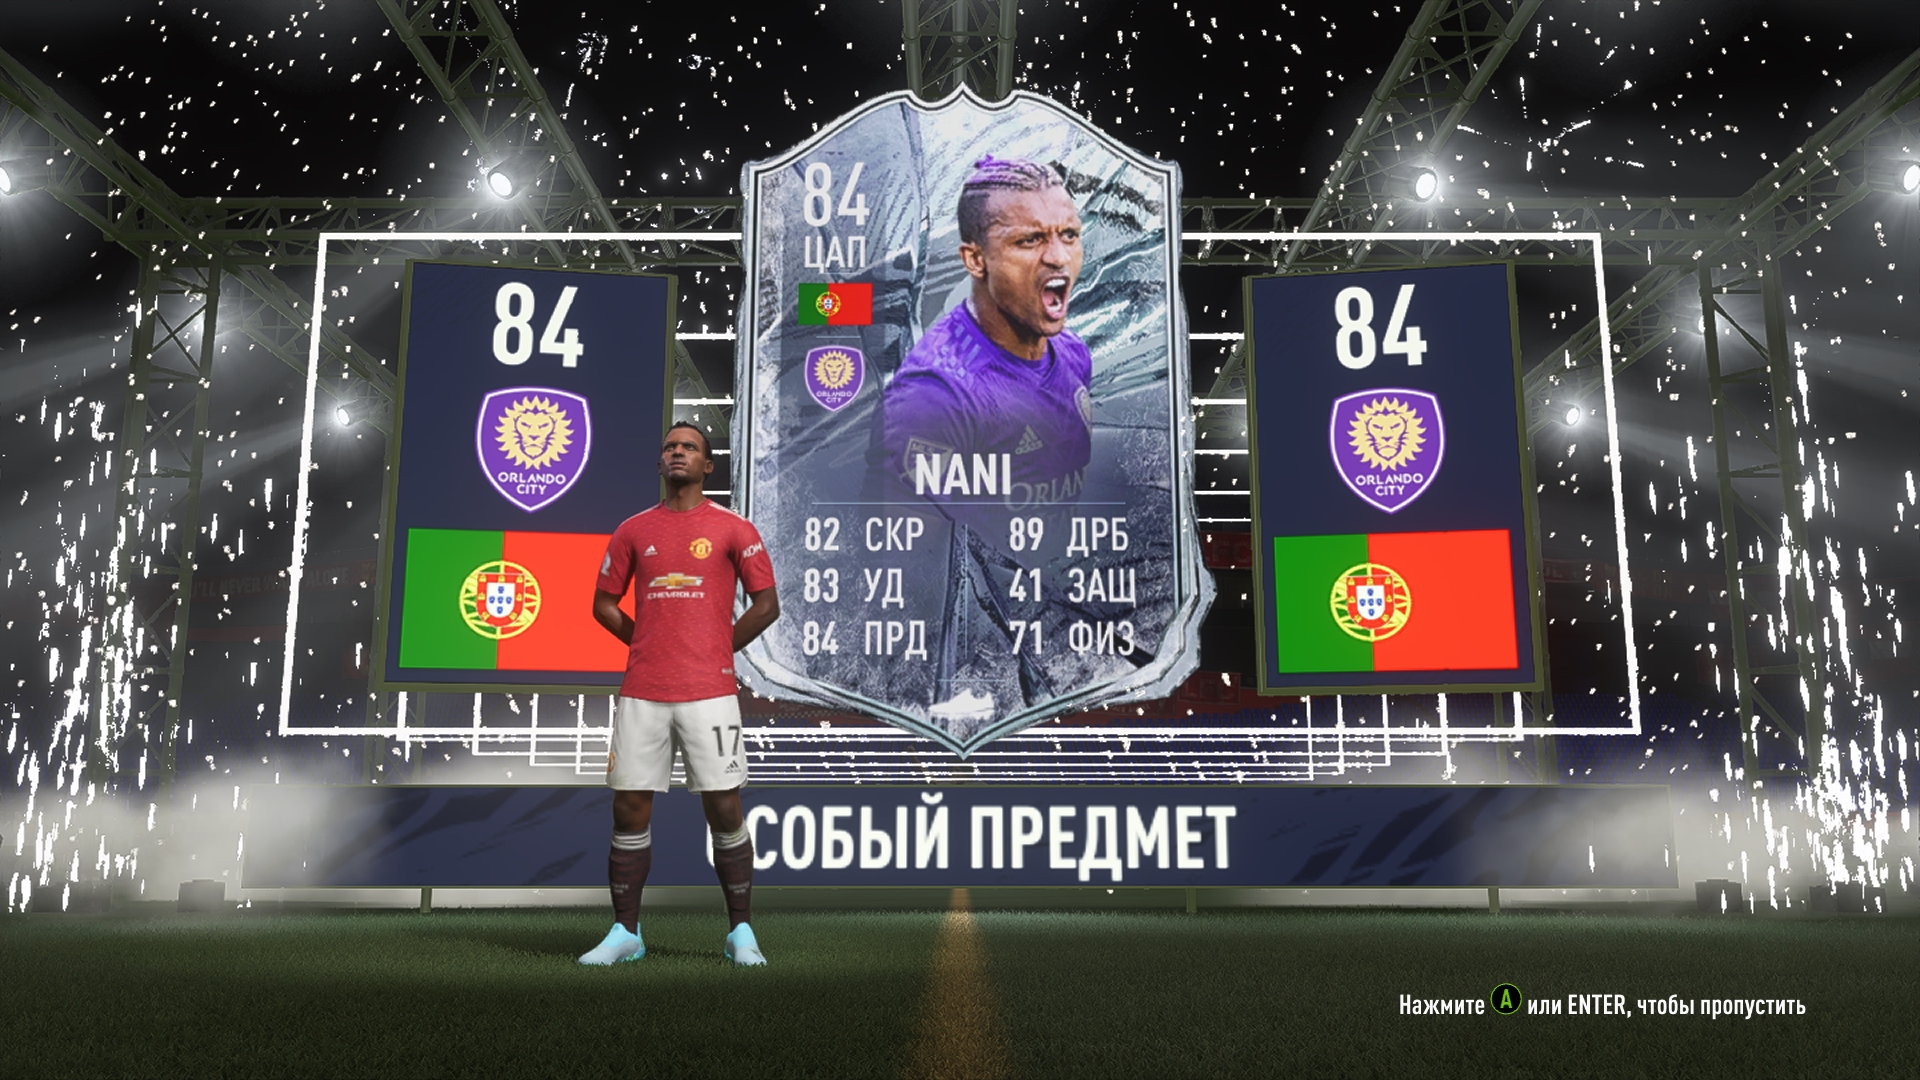 84
ЦАП
ORLANDO
CITY
NANI
82 СКР 89 ДРБ
83 УД 41 ЗАЩ
84 ПРД 71 ФИЗ
84
ORLANDO
CITY
84
ORLANDO
CITY
CHEVROLET
17
СОБЫЙ ПРЕДМЕТ
Нажмите A или ENTER, чтобы пропустить